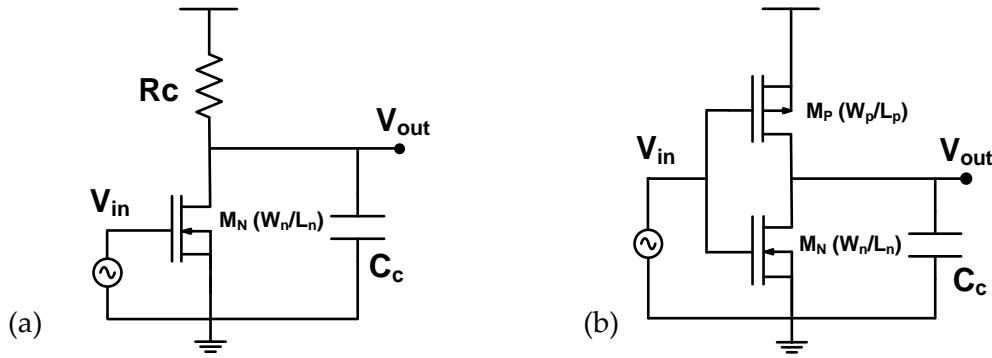 Rc
Vout
Vin
MN (Wn/Ln)
Cc
(a)
MP (Wp/Lp)
Vin
Vout
MN (Wn/Ln)
Cc
(b)